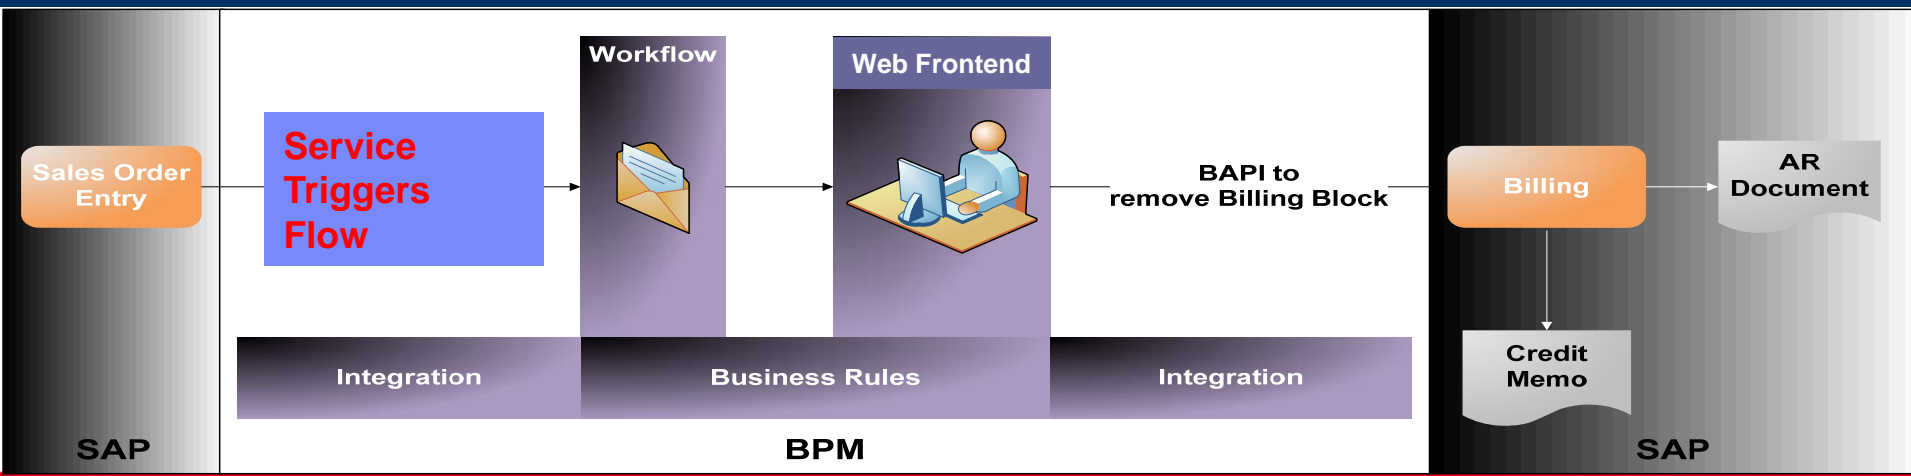 Workflow
Web Frontend
Sales Order
Entry
Service
Triggers
Flow
BAPI to
remove Billing Block
Billing
AR
Document
Credit
Memo
Integration
Business Rules
Integration
SAP
BPM
SAP